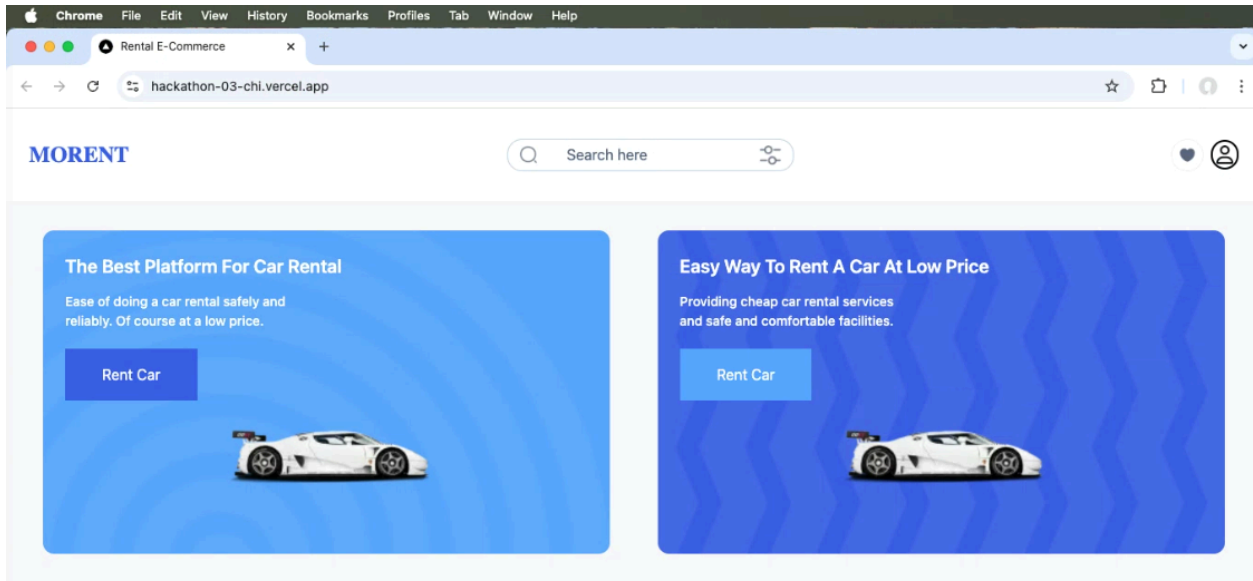 Chrome File Edit View History Bookmarks Profiles Tab Window Help
Rental E-Commerce
hackathon-03-chi.vercel.app
MORENT
Search here
The Best Platform For Car Rental
Ease of doing a car rental safely and
reliably. Of course at a low price.
Rent Car
Easy Way To Rent A Car At Low Price
Providing cheap car rental services
and safe and comfortable facilities.
Rent Car